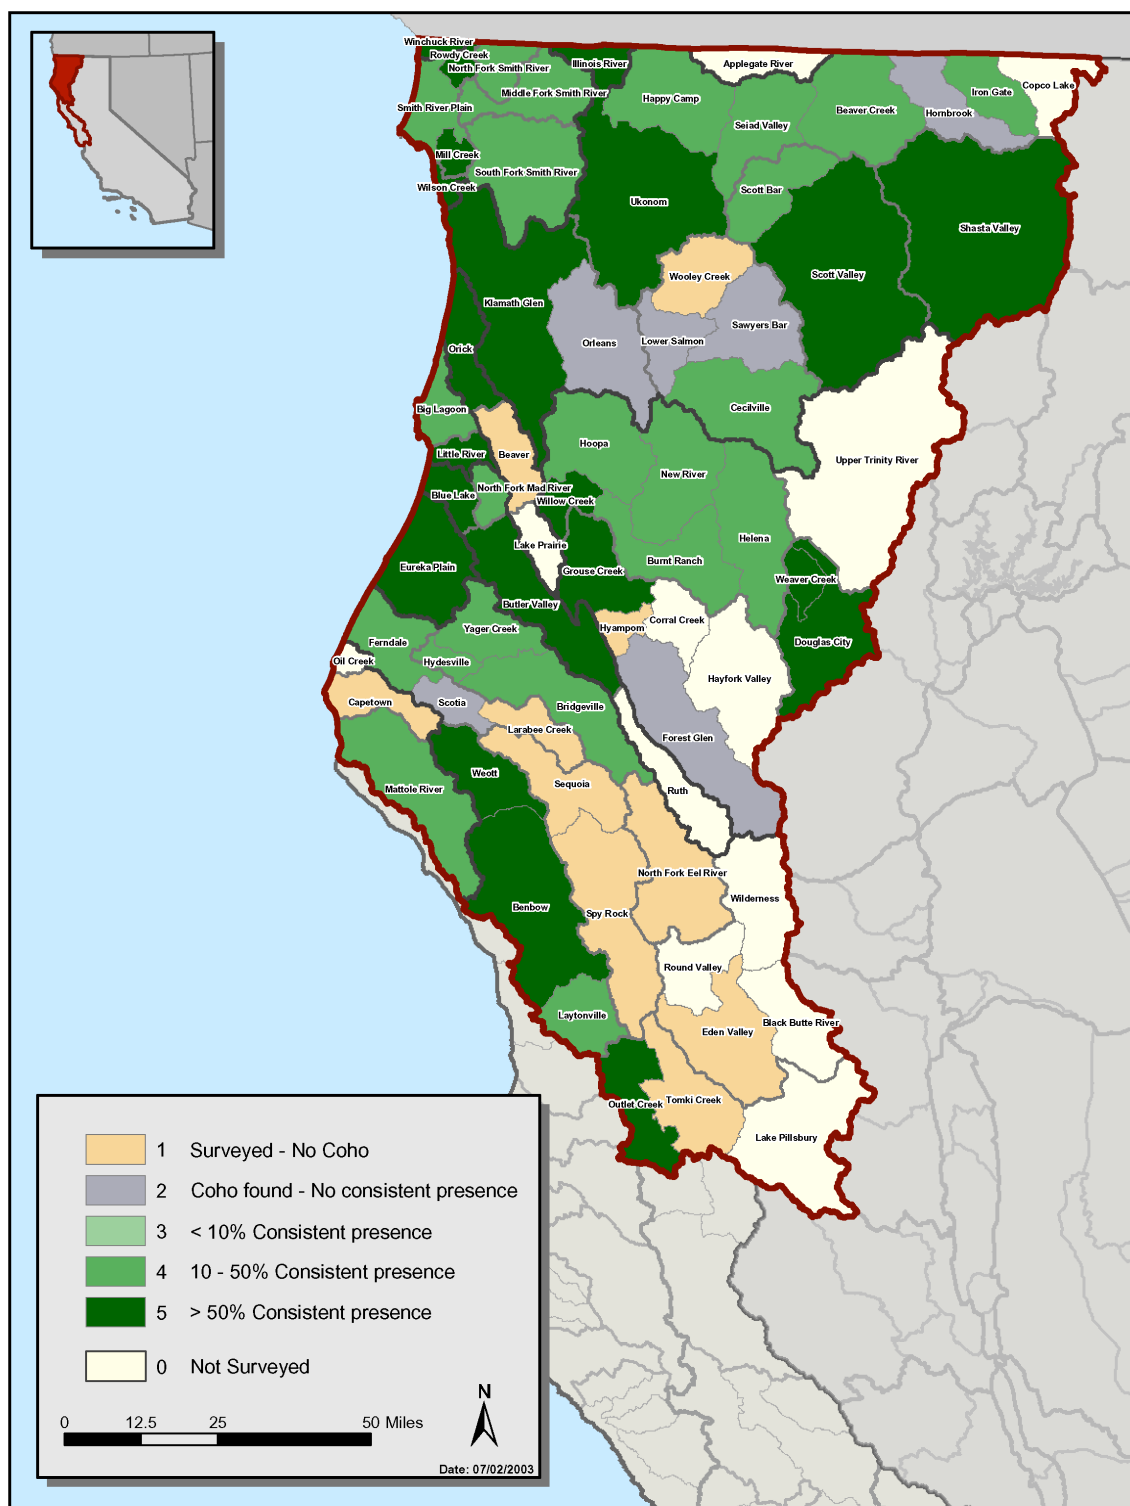 Winchuck River
Rowdy Creek
North Fork Smith River
Illinois River
Applegate River
Middle Fork Smith River
Happy Camp
Smith River Plain
Seiad Valley
Beaver Creek
Hornbrook
Iron Gate
Copco Lake
Mill Creek
South Fork Smith River
Wilson Creek
Scott Bar
Ukonom
Shasta Valley
Wooley Creek
Scott Valley
Klamath Glen
Sawyers Bar
Orleans
Lower Salmon
Orick
Big Lagoon
Cecilville
Hoopa
Little River
Beaver
Upper Trinity River
New River
North Fork Mad River
Blue Lake
Willow Creek
Lake Prairie
Helena
Eureka Plain
Grouse Creek
Burnt Ranch
Weaver Creek
Butler Valley
Yager Creek
Hyampom
Corral Creek
Ferndale
Douglas City
Oil Creek
Hydesville
Hayfork Valley
Capetown
Scotia
Bridgeville
Larabee Creek
Forest Glen
Weott
Sequoia
Mattole River
Ruth
North Fork Eel River
Wilderness
Benbow
Spy Rock
Round Valley
Laytonville
Black Butte River
Eden Valley
Outlet Creek
Tomki Creek
Lake Pillsbury
1 Surveyed - No Coho
2 Coho found - No consistent presence
3 < 10% Consistent presence
4 10 - 50% Consistent presence
5 > 50% Consistent presence
0 Not Surveyed
N
0 12.5 25 50 Miles
Date: 07/02/2003